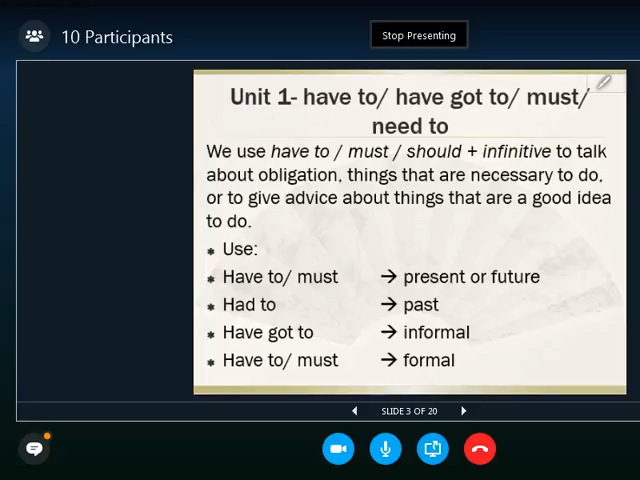 10 Participants
Stop Presenting
Unit 1- have to/ have got to/ must/
need to
We use have to / must / should + infinitive to talk
about obligation, things that are necessary to do,
or to give advice about things that are a good idea
to do.
Use:
Have to/ must → present or future
Had to → past
Have got to → informal
Have to/ must → formal
SLIDE 3 OF 20